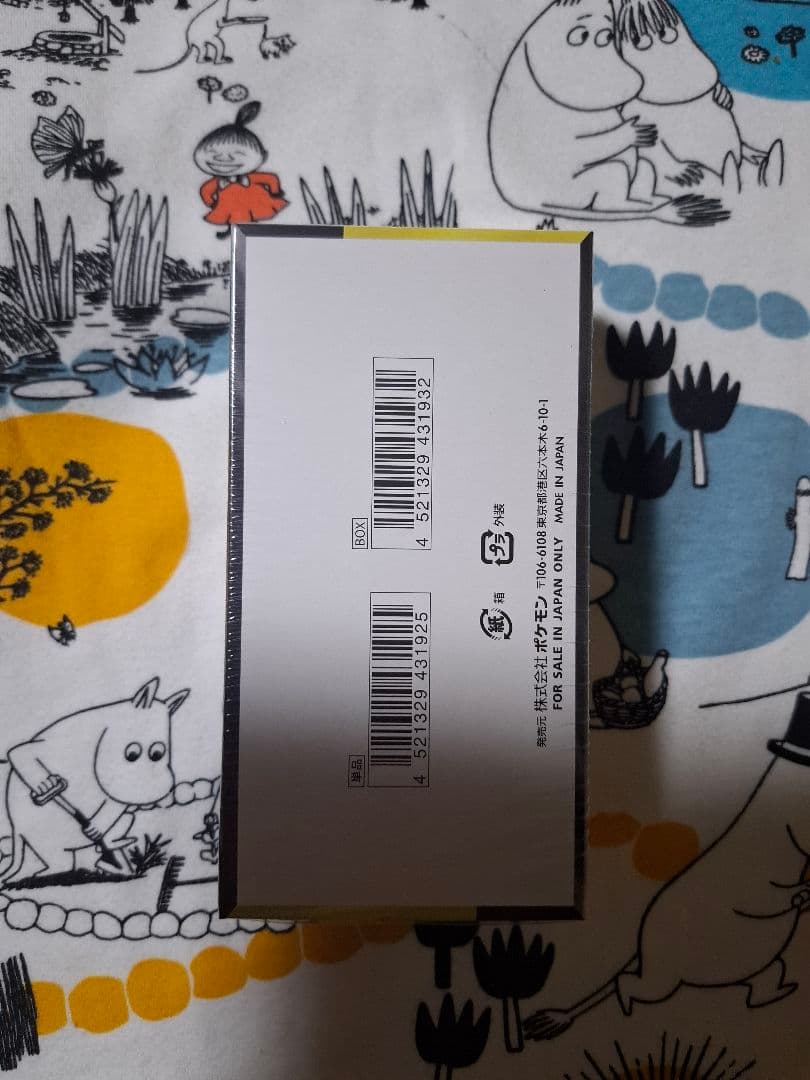 単品
4 521329 431925
BOX
4 521329 431932
紙 箱
プラ 外装
発売元 株式会社ポケモン 〒106-6108 東京都港区六本木6-10-1
FOR SALE IN JAPAN ONLY MADE IN JAPAN